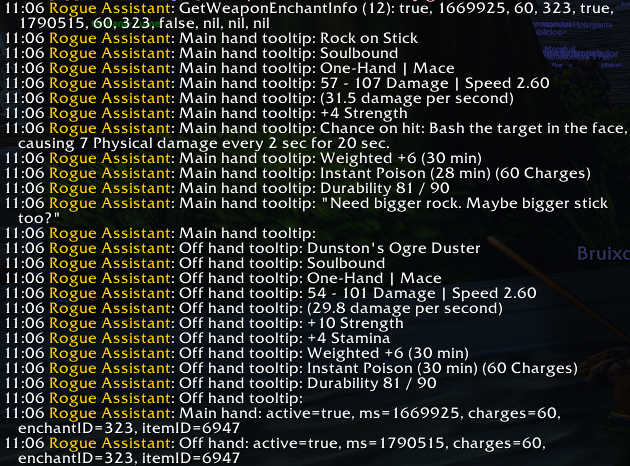 11:06 Rogue Assistant: GetWeaponEnchantInfo (12): true, 1669925, 60, 323, true,
1790515, 60, 323, false, nil, nil, nil
11:06 Rogue Assistant: Main hand tooltip: Rock on Stick
11:06 Rogue Assistant: Main hand tooltip: Soulbound
11:06 Rogue Assistant: Main hand tooltip: One-Hand | Mace
11:06 Rogue Assistant: Main hand tooltip: 57 - 107 Damage | Speed 2.60
11:06 Rogue Assistant: Main hand tooltip: (31.5 damage per second)
11:06 Rogue Assistant: Main hand tooltip: +4 Strength
11:06 Rogue Assistant: Main hand tooltip: Chance on hit: Bash the target in the face,
causing 7 Physical damage every 2 sec for 20 sec.
11:06 Rogue Assistant: Main hand tooltip: Weighted +6 (30 min)
11:06 Rogue Assistant: Main hand tooltip: Instant Poison (28 min) (60 Charges)
11:06 Rogue Assistant: Main hand tooltip: Durability 81 / 90
11:06 Rogue Assistant: Main hand tooltip: "Need bigger rock. Maybe bigger stick
too?"
11:06 Rogue Assistant: Main hand tooltip:
11:06 Rogue Assistant: Off hand tooltip: Dunston's Ogre Duster
11:06 Rogue Assistant: Off hand tooltip: Soulbound
11:06 Rogue Assistant: Off hand tooltip: One-Hand | Mace
11:06 Rogue Assistant: Off hand tooltip: 54 - 101 Damage | Speed 2.60
11:06 Rogue Assistant: Off hand tooltip: (29.8 damage per second)
11:06 Rogue Assistant: Off hand tooltip: +10 Strength
11:06 Rogue Assistant: Off hand tooltip: +4 Stamina
11:06 Rogue Assistant: Off hand tooltip: Weighted +6 (30 min)
11:06 Rogue Assistant: Off hand tooltip: Instant Poison (30 min) (60 Charges)
11:06 Rogue Assistant: Off hand tooltip: Durability 81 / 90
11:06 Rogue Assistant: Off hand tooltip:
11:06 Rogue Assistant: Main hand: active=true, ms=1669925, charges=60,
enchantID=323, itemID=6947
11:06 Rogue Assistant: Off hand: active=true, ms=1790515, charges=60,
enchantID=323, itemID=6947